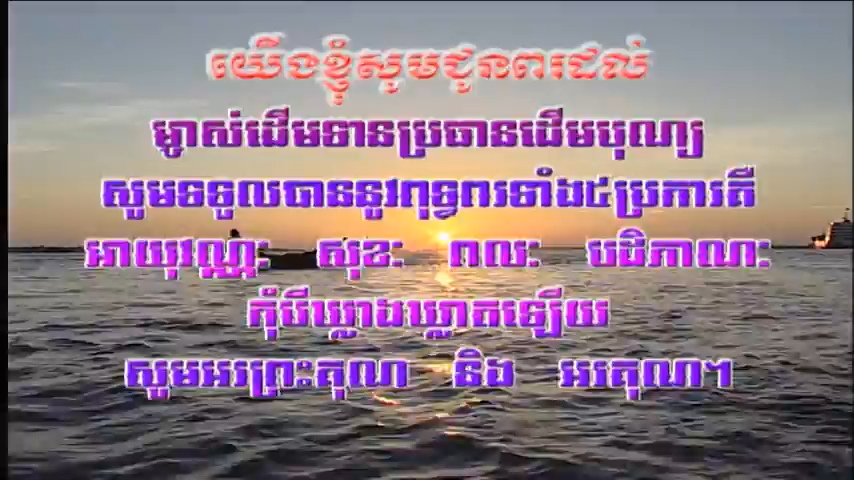 យើងខ្ញុំសូមជូនពរដល់
ម្ចាស់ដើមទានប្រធានដើមបុណ្យ
សូមទទួលបាននូវពុទ្ធពរទាំង៥ប្រការគឺ
អាយុវណ្ណៈ សុខៈ ពលៈ បដិភាណៈ
កុំបីឃ្លាងឃ្លាតឡើយ
សូមអរព្រះគុណ និង អរគុណ។